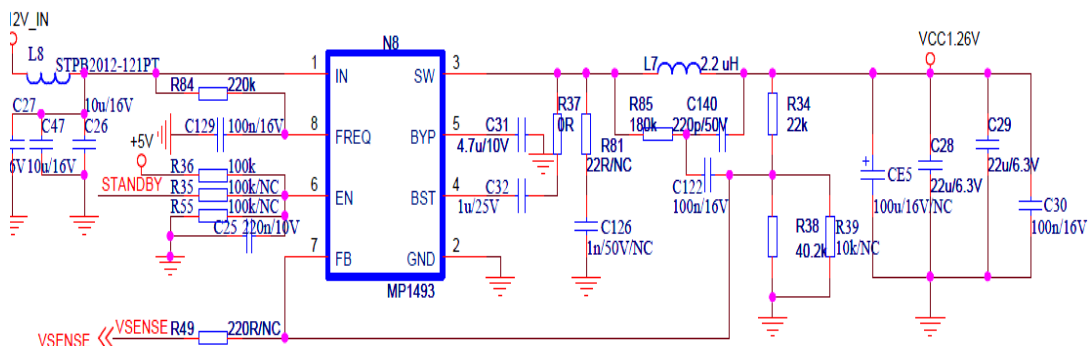 12V_IN
L8
STPB2012-121PT
N8
MP1493
1 IN
8 FREQ
6 EN
7 FB
SW 3
BYP 5
BST 4
GND 2
R84 220k
C27
C47
C26
10u/16V
6V
10u/16V
C129 100n/16V
+5V
R36 100k
STANDBY
R35 100k/NC
R55 100k/NC
C25 220n/10V
VSENSE
VSENSE
R49 220R/NC
C31
4.7u/10V
C32
1u/25V
R37
0R
R81
22R/NC
C126
1n/50V/NC
L7 2.2 uH
R85
180k
C140
220p/50V
C122
100n/16V
R34
22k
R38
40.2k
R39
10k/NC
VCC1.26V
+
CE5
100u/16V/NC
C28
22u/6.3V
C29
22u/6.3V
C30
100n/16V